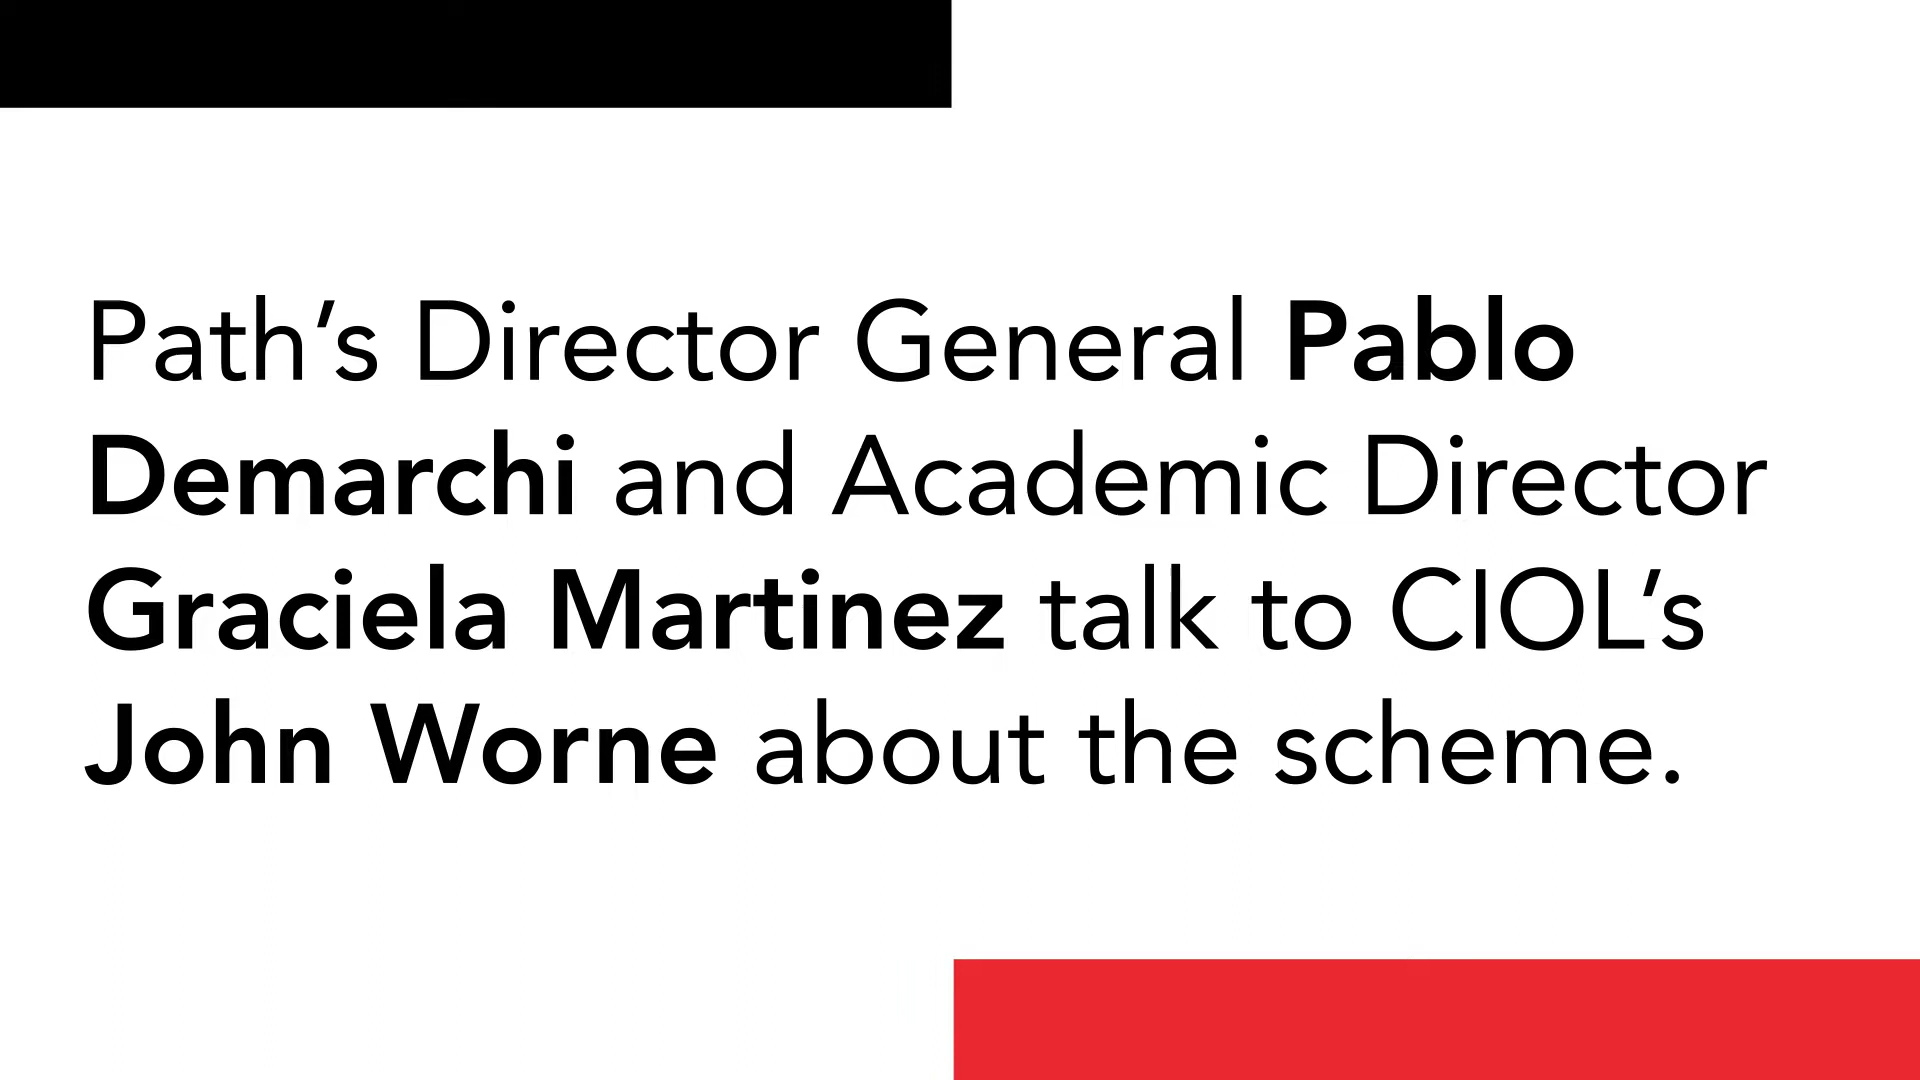 Path’s Director General Pablo
Demarchi and Academic Director
Graciela Martinez talk to CIOL’s
John Worne about the scheme.